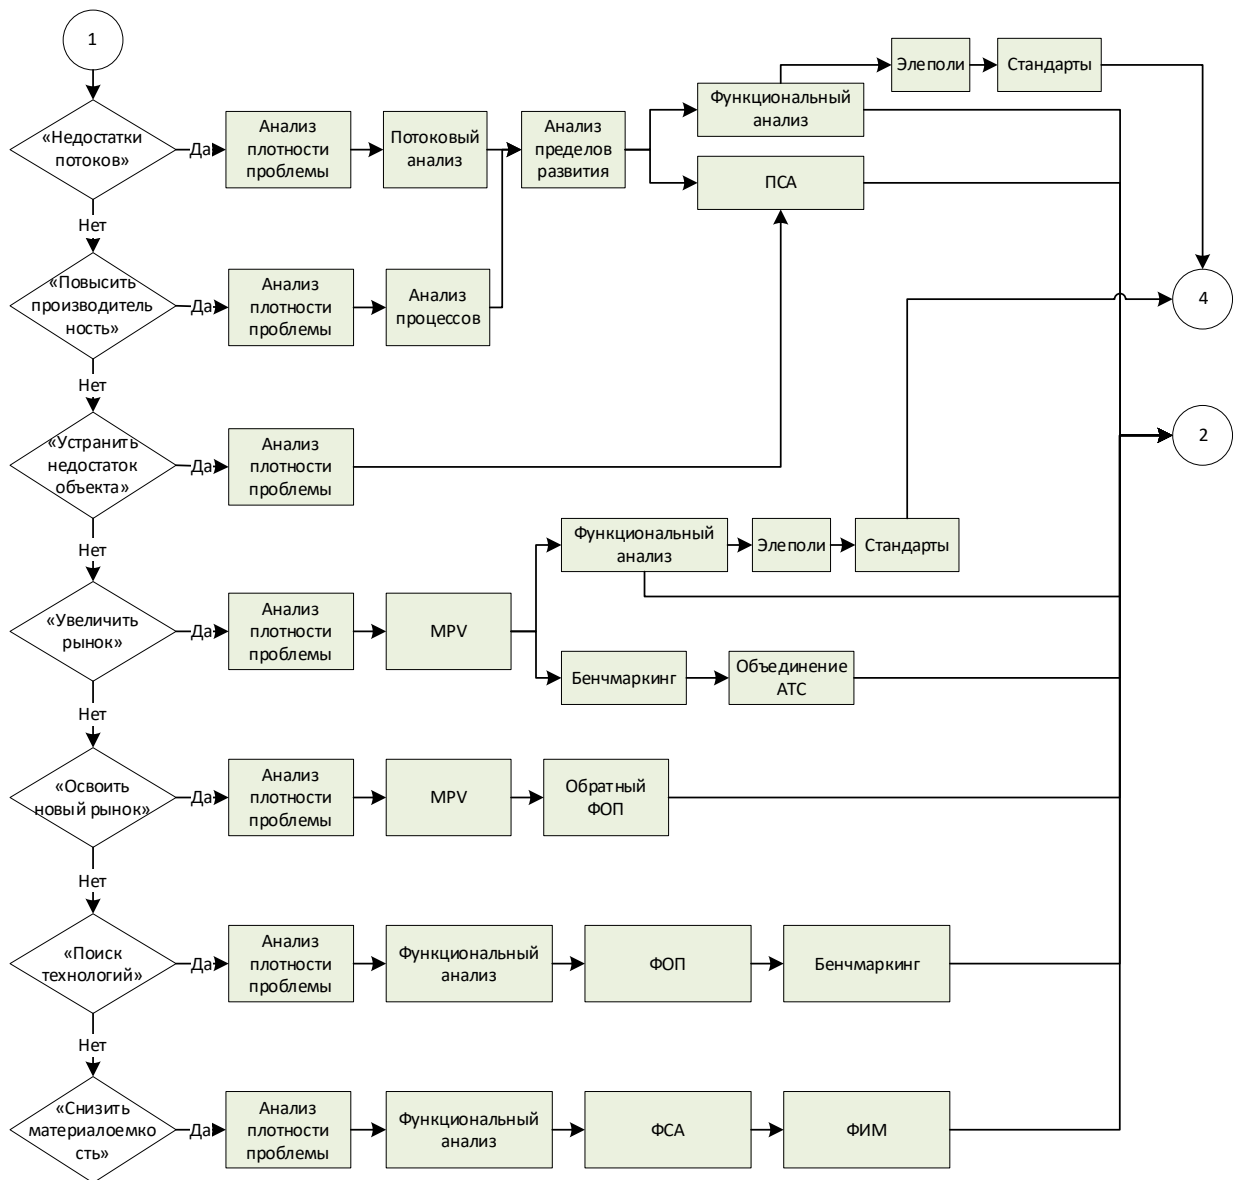 1
Элеполи
Стандарты
«Недостатки
потоков»
Да
Анализ
плотности
проблемы
Потоковый
анализ
Анализ
пределов
развития
Функциональный
анализ
ПСА
Нет
«Повысить
производитель
ность»
Да
Анализ
плотности
проблемы
Анализ
процессов
4
Нет
«Устранить
недостаток
объекта»
Да
Анализ
плотности
проблемы
2
Нет
Функциональный
анализ
Элеполи
Стандарты
«Увеличить
рынок»
Да
Анализ
плотности
проблемы
MPV
Бенчмаркинг
Объединение
АТС
Нет
«Освоить
новый рынок»
Да
Анализ
плотности
проблемы
MPV
Обратный
ФОП
Нет
«Поиск
технологий»
Да
Анализ
плотности
проблемы
Функциональный
анализ
ФОП
Бенчмаркинг
Нет
«Снизить
материалоемко
сть»
Да
Анализ
плотности
проблемы
Функциональный
анализ
ФСА
ФИМ